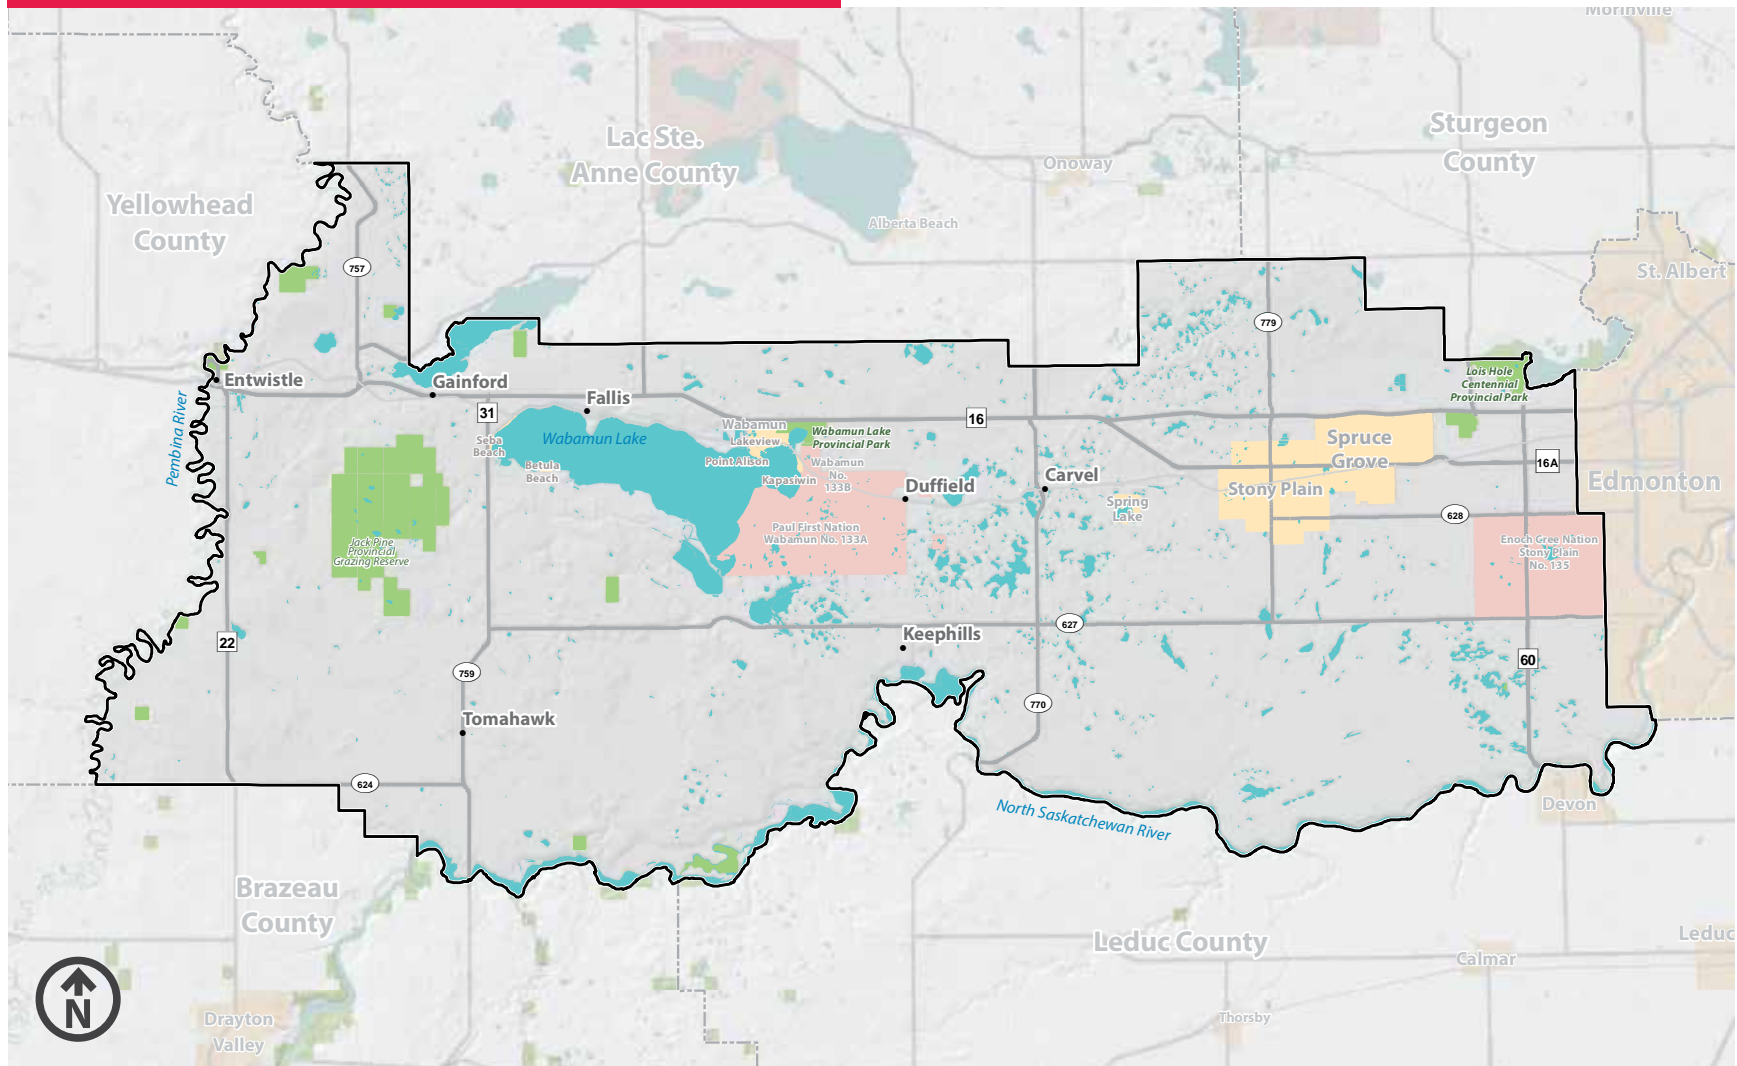 Morinville
Sturgeon
County
Lac Ste.
Anne County
Onoway
Yellowhead
County
Alberta Beach
St. Albert
757
779
Entwistle
Gainford
Lois Hole
Centennial
Provincial Park
Pembina River
31
Fallis
16
Seba
Beach
Wabamun Lake
Wabamun
Lakeview
Wabamun Lake
Provincial Park
Spruce
Grove
Betula
Beach
Point Alison
Kapasiwin
Wabamun
No.
133B
Duffield
Carvel
16A
Edmonton
Stony Plain
Spring
Lake
628
Jack Pine
Provincial
Grazing Reserve
Paul First Nation
Wabamun No. 133A
Enoch Cree Nation
Stony Plain
No. 135
22
627
Keephills
60
759
770
Tomahawk
624
North Saskatchewan River
Devon
Brazeau
County
Leduc County
Leduc
Calmar
N
Drayton
Valley
Thorsby